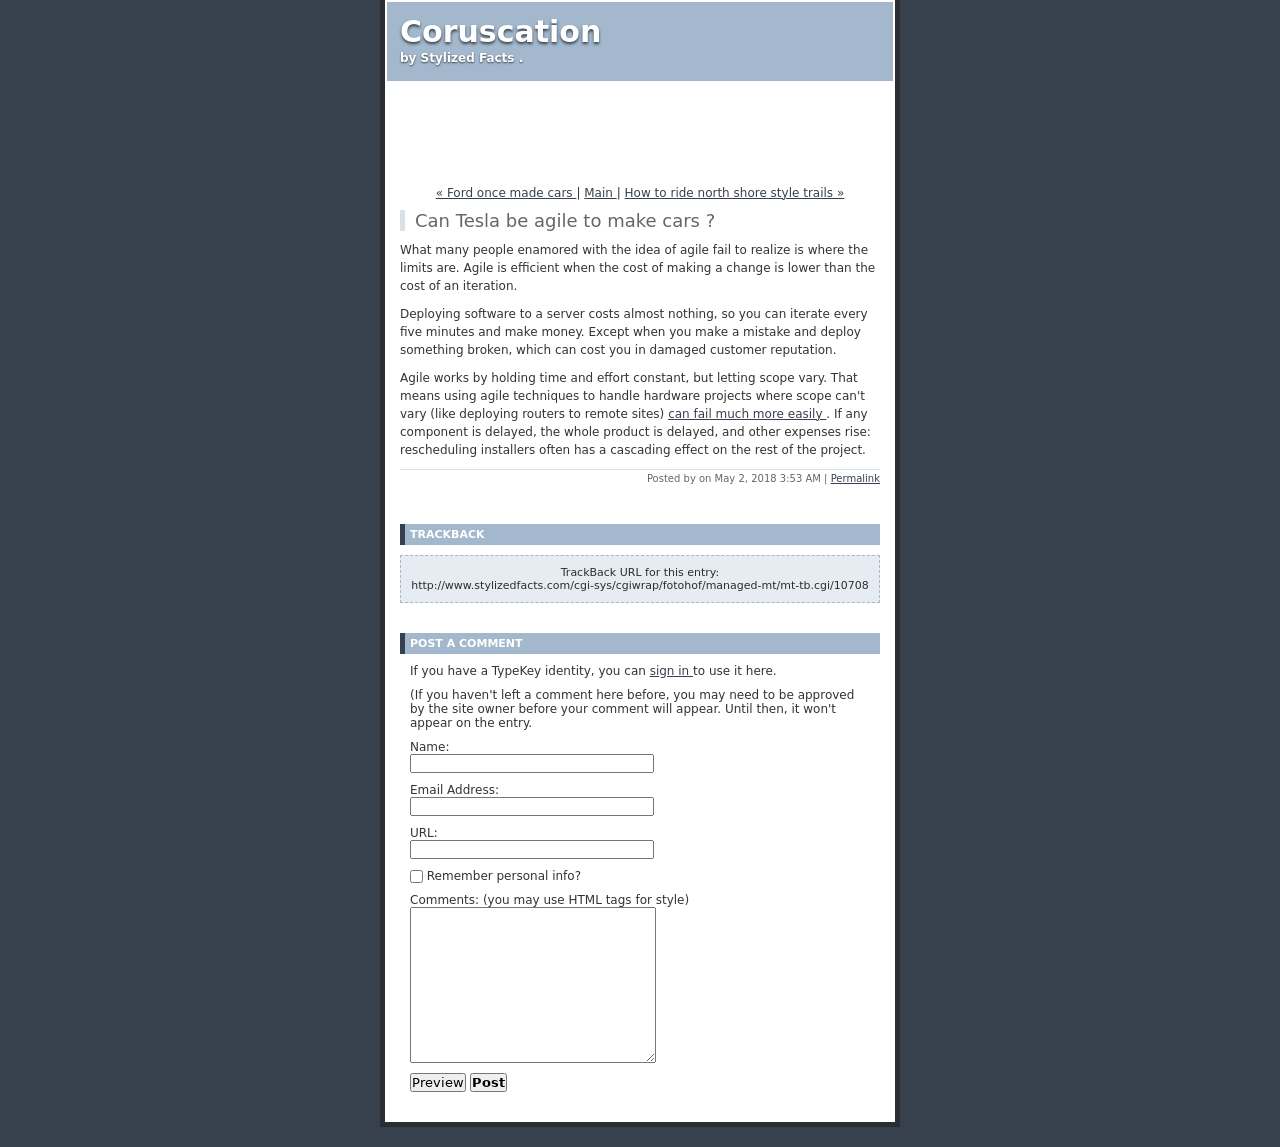 Coruscation
by Stylized Facts .
« Ford once made cars | Main | How to ride north shore style trails »
Can Tesla be agile to make cars ?
What many people enamored with the idea of agile fail to realize is where the
limits are. Agile is efficient when the cost of making a change is lower than the
cost of an iteration.
Deploying software to a server costs almost nothing, so you can iterate every
five minutes and make money. Except when you make a mistake and deploy
something broken, which can cost you in damaged customer reputation.
Agile works by holding time and effort constant, but letting scope vary. That
means using agile techniques to handle hardware projects where scope can't
vary (like deploying routers to remote sites) can fail much more easily . If any
component is delayed, the whole product is delayed, and other expenses rise:
rescheduling installers often has a cascading effect on the rest of the project.
Posted by on May 2, 2018 3:53 AM | Permalink
TRACKBACK
TrackBack URL for this entry:
http://www.stylizedfacts.com/cgi-sys/cgiwrap/fotohof/managed-mt/mt-tb.cgi/10708
POST A COMMENT
If you have a TypeKey identity, you can sign in to use it here.
(If you haven't left a comment here before, you may need to be approved
by the site owner before your comment will appear. Until then, it won't
appear on the entry.
Name:
Email Address:
URL:
Remember personal info?
Comments: (you may use HTML tags for style)
Preview Post